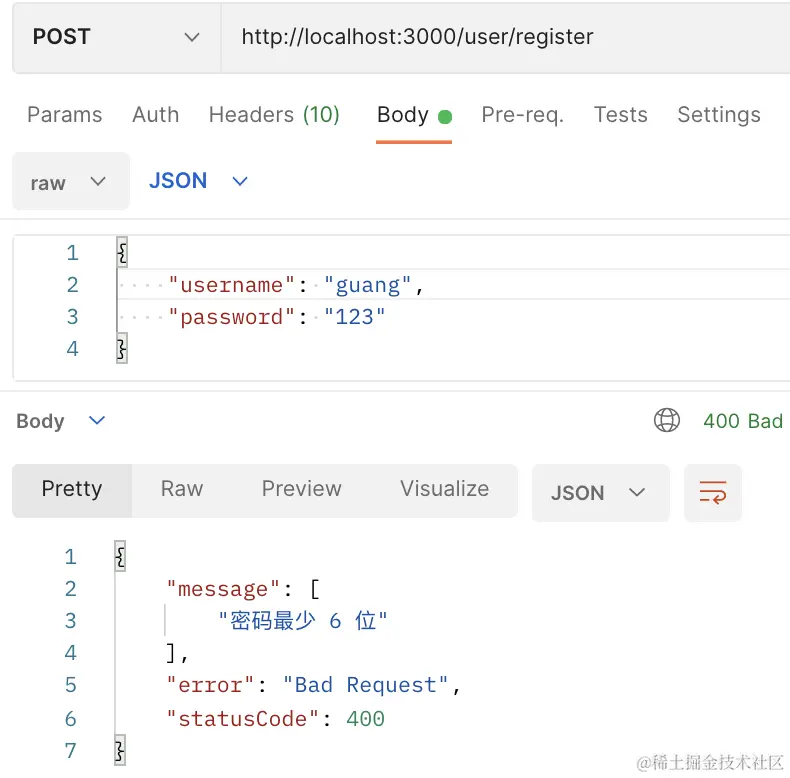 POST http://localhost:3000/user/register
Params Auth Headers (10) Body Pre-req. Tests Settings
raw JSON
1 {
2 "username": "guang",
3 "password": "123"
4 }
Body 400 Bad
Pretty Raw Preview Visualize JSON
1 {
2 "message": [
3 "密码最少 6 位"
4 ],
5 "error": "Bad Request",
6 "statusCode": 400
7 }
@稀土掘金技术社区